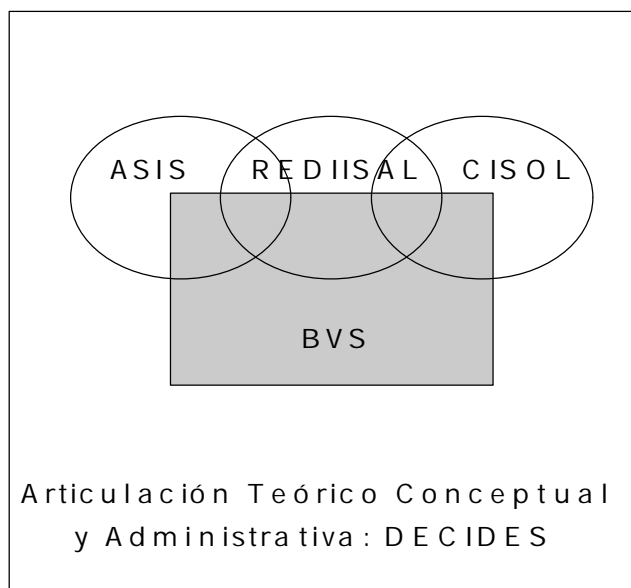 ASIS REDIISAL CISOL
BVS
Articulación Teórico Conceptual
y Administrativa: DECIDES